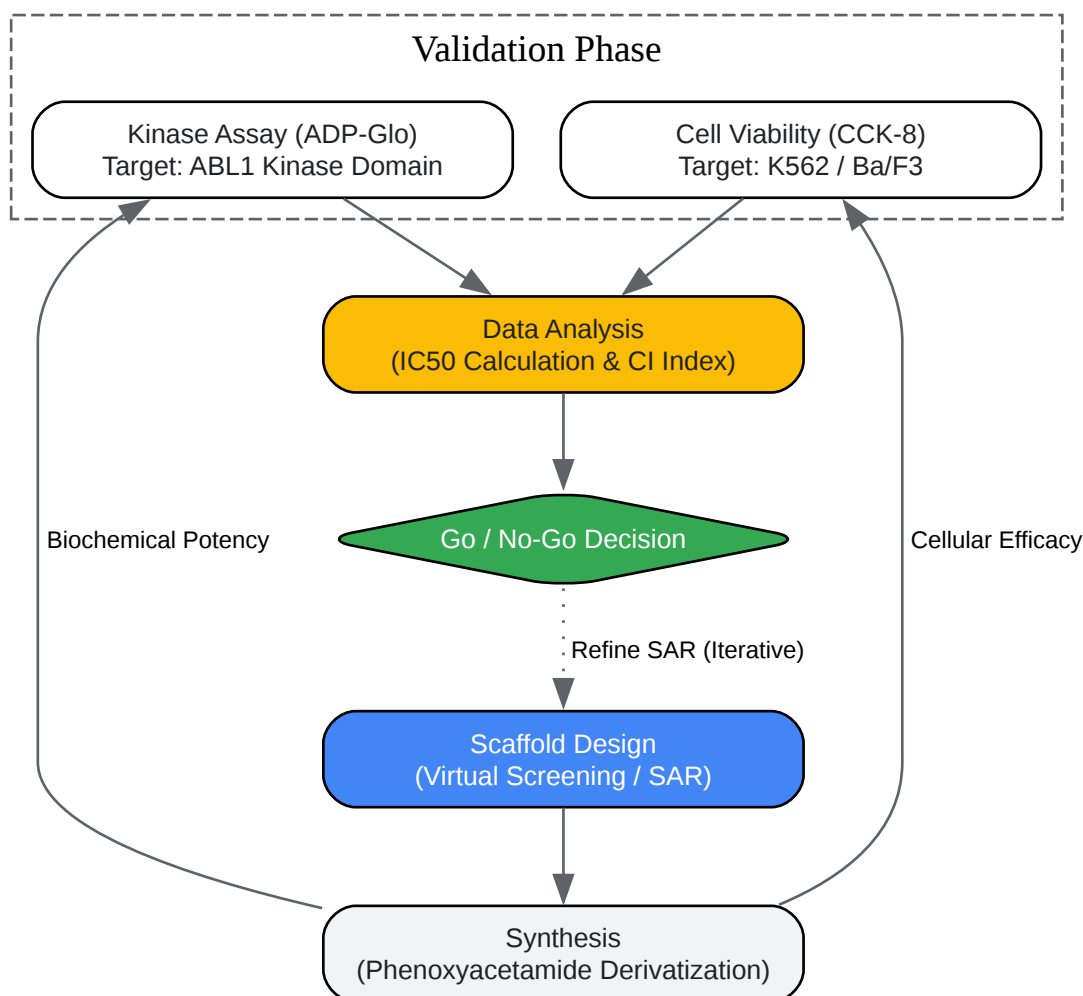 Validation Phase
Kinase Assay (ADP-Glo)
Target: ABL1 Kinase Domain
Cell Viability (CCK-8)
Target: K562 / Ba/F3
Data Analysis
(IC50 Calculation & CI Index)
Go / No-Go Decision
Biochemical Potency
Cellular Efficacy
Refine SAR (Iterative)
Scaffold Design
(Virtual Screening / SAR)
Synthesis
(Phenoxyacetamide Derivatization)